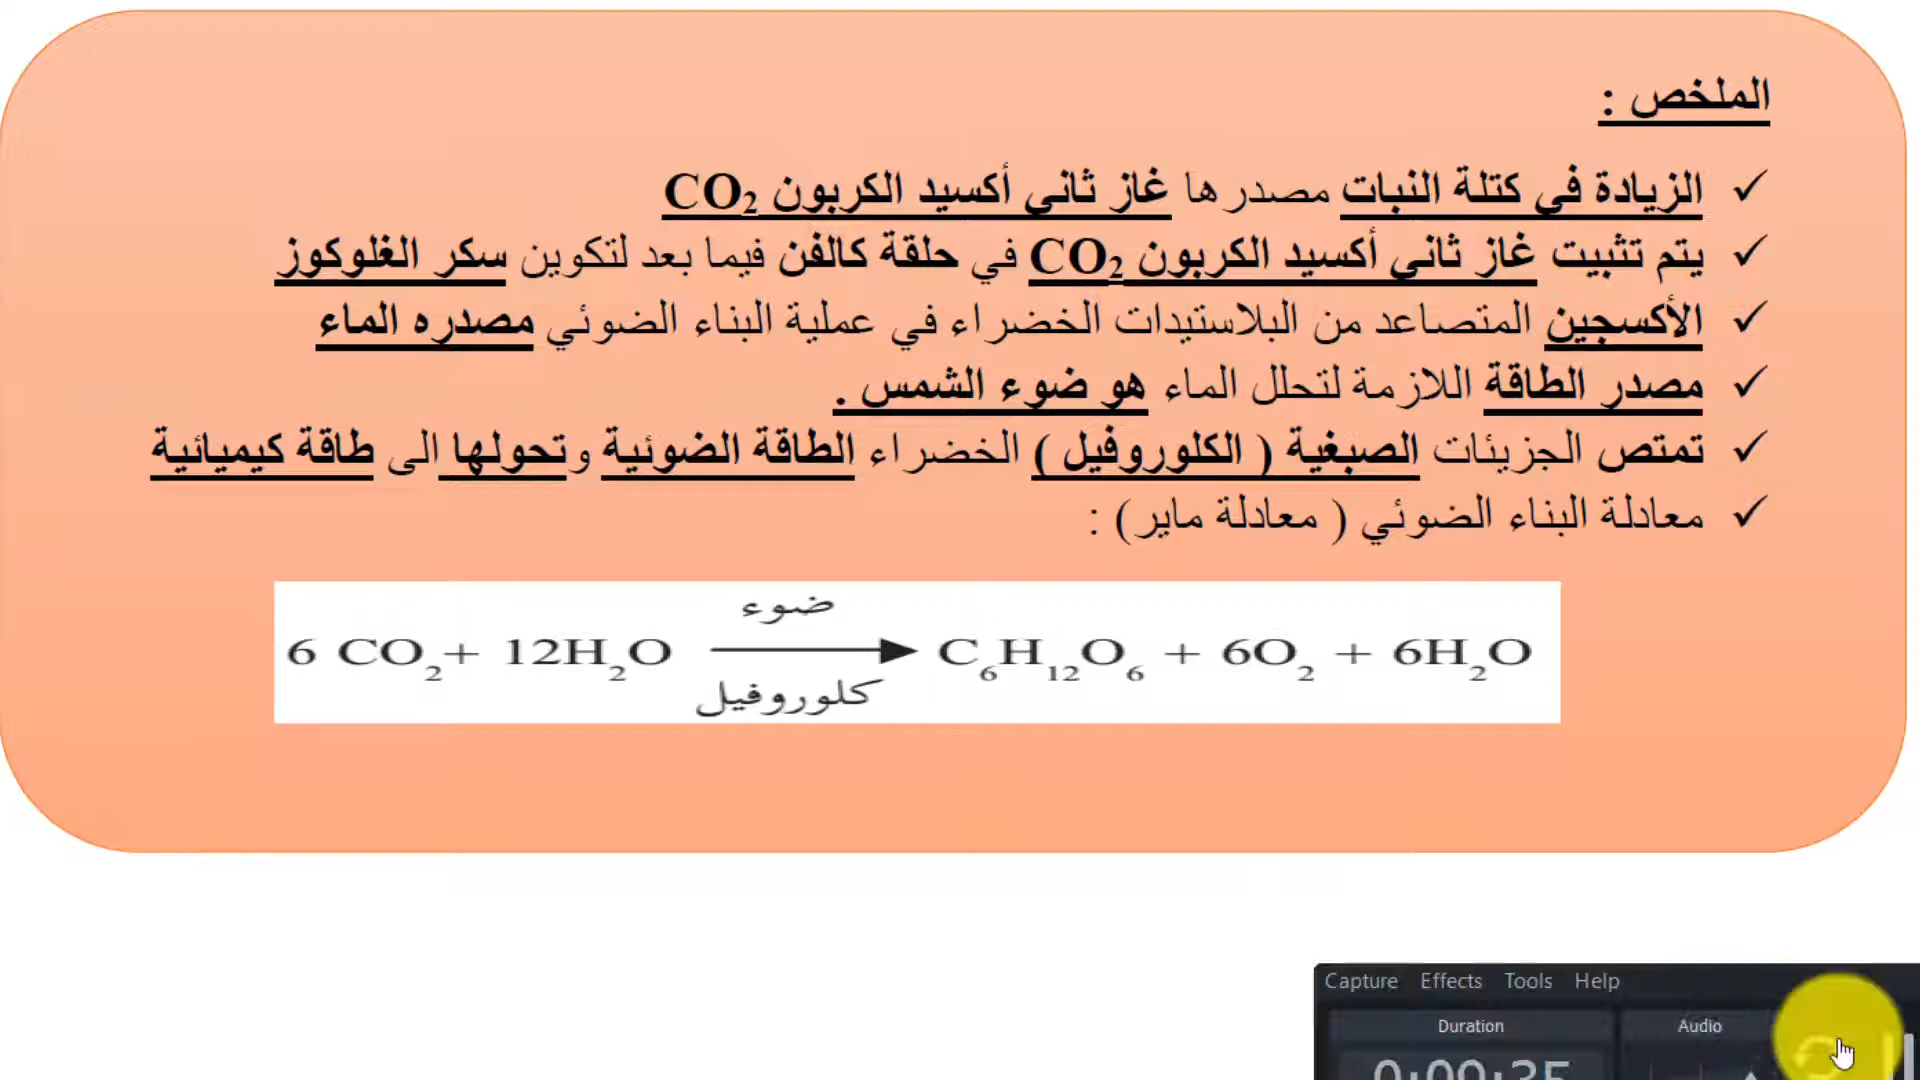 الملخص :
✓ الزيادة في كتلة النبات مصدرها غاز ثاني أكسيد الكربون CO₂
✓ يتم تثبيت غاز ثاني أكسيد الكربون CO₂ في حلقة كالفن فيما بعد لتكوين سكر الغلوكوز
✓ الأكسجين المتصاعد من البلاستيدات الخضراء في عملية البناء الضوئي مصدره الماء
✓ مصدر الطاقة اللازمة لتحلل الماء هو ضوء الشمس .
✓ تمتص الجزيئات الصبغية ( الكلوروفيل ) الخضراء الطاقة الضوئية وتحولها الى طاقة كيميائية
✓ معادلة البناء الضوئي ( معادلة ماير) :
ضوء
6 CO₂+ 12H₂O ⟶ C₆H₁₂O₆ + 6O₂ + 6H₂O
كلوروفيل
Capture Effects Tools Help
Duration Audio
0:09:35